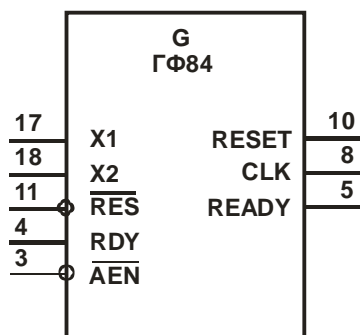 G
ГФ84
17 X1 RESET 10
18 X2 CLK 8
11 RES READY 5
4 RDY
3 AEN